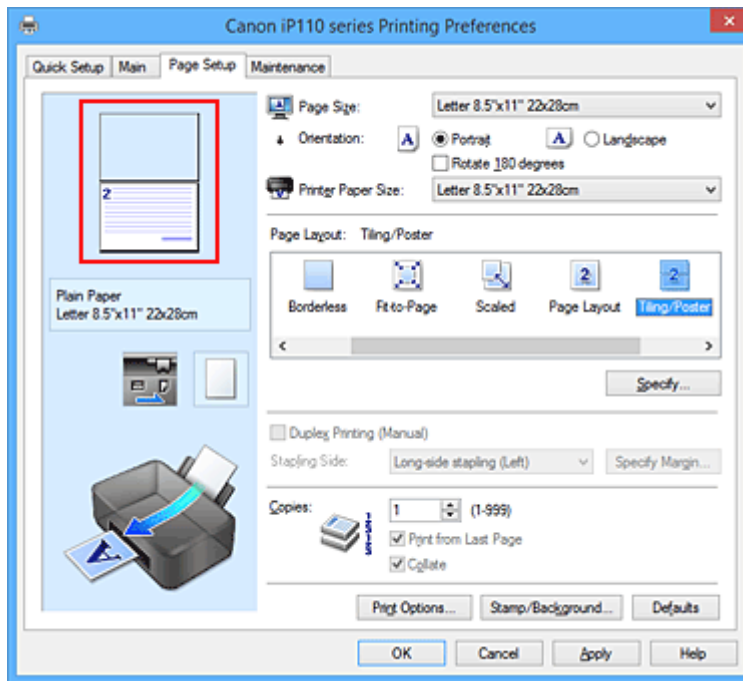 Canon iP110 series Printing Preferences
Quick Setup Main Page Setup Maintenance
2
Plain Paper
Letter 8.5"x11" 22x28cm
Page Size: Letter 8.5"x11" 22x28cm
Orientation: A Portrait A Landscape
Rotate 180 degrees
Printer Paper Size: Letter 8.5"x11" 22x28cm
Page Layout: Tiling/Poster
2 2
Borderless Fit-to-Page Scaled Page Layout Tiling/Poster
Specify...
Duplex Printing (Manual)
Stapling Side: Long-side stapling (Left) Specify Margin...
Copies: 1 (1-999)
Print from Last Page
Collate
A
Print Options... Stamp/Background... Defaults
OK Cancel Apply Help